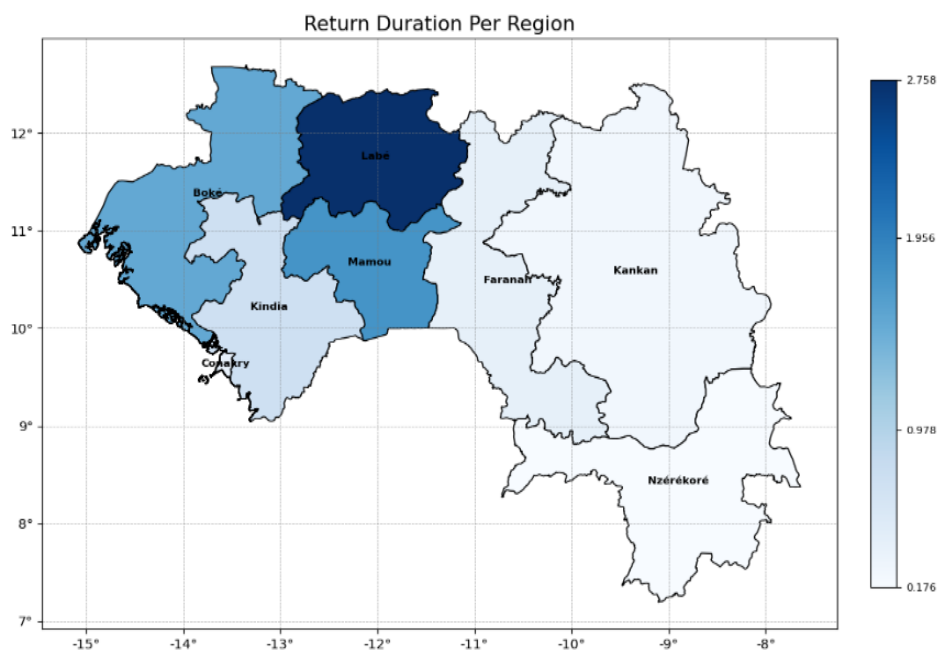 Return Duration Per Region
2.758
12°
Labé
Boké
11°
1.956
Mamou
Kankan
Faranah
Kindia
10°
Conakry
9°
0.978
Nzérékoré
8°
0.176
7°
-15°
-14°
-13°
-12°
-11°
-10°
-9°
-8°